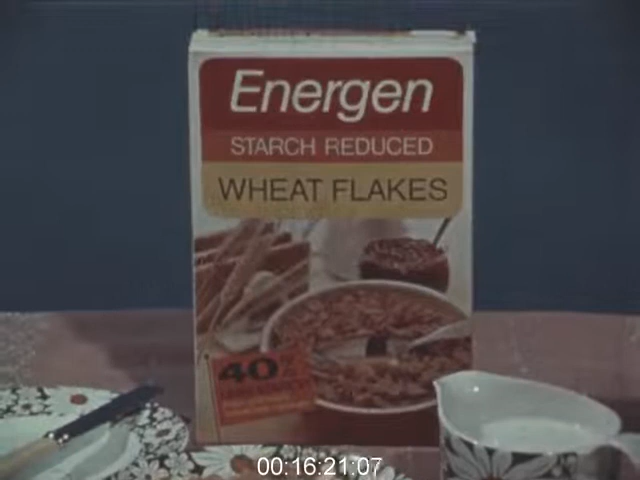 Energen
STARCH REDUCED
WHEAT FLAKES
40%
00:16:21:07